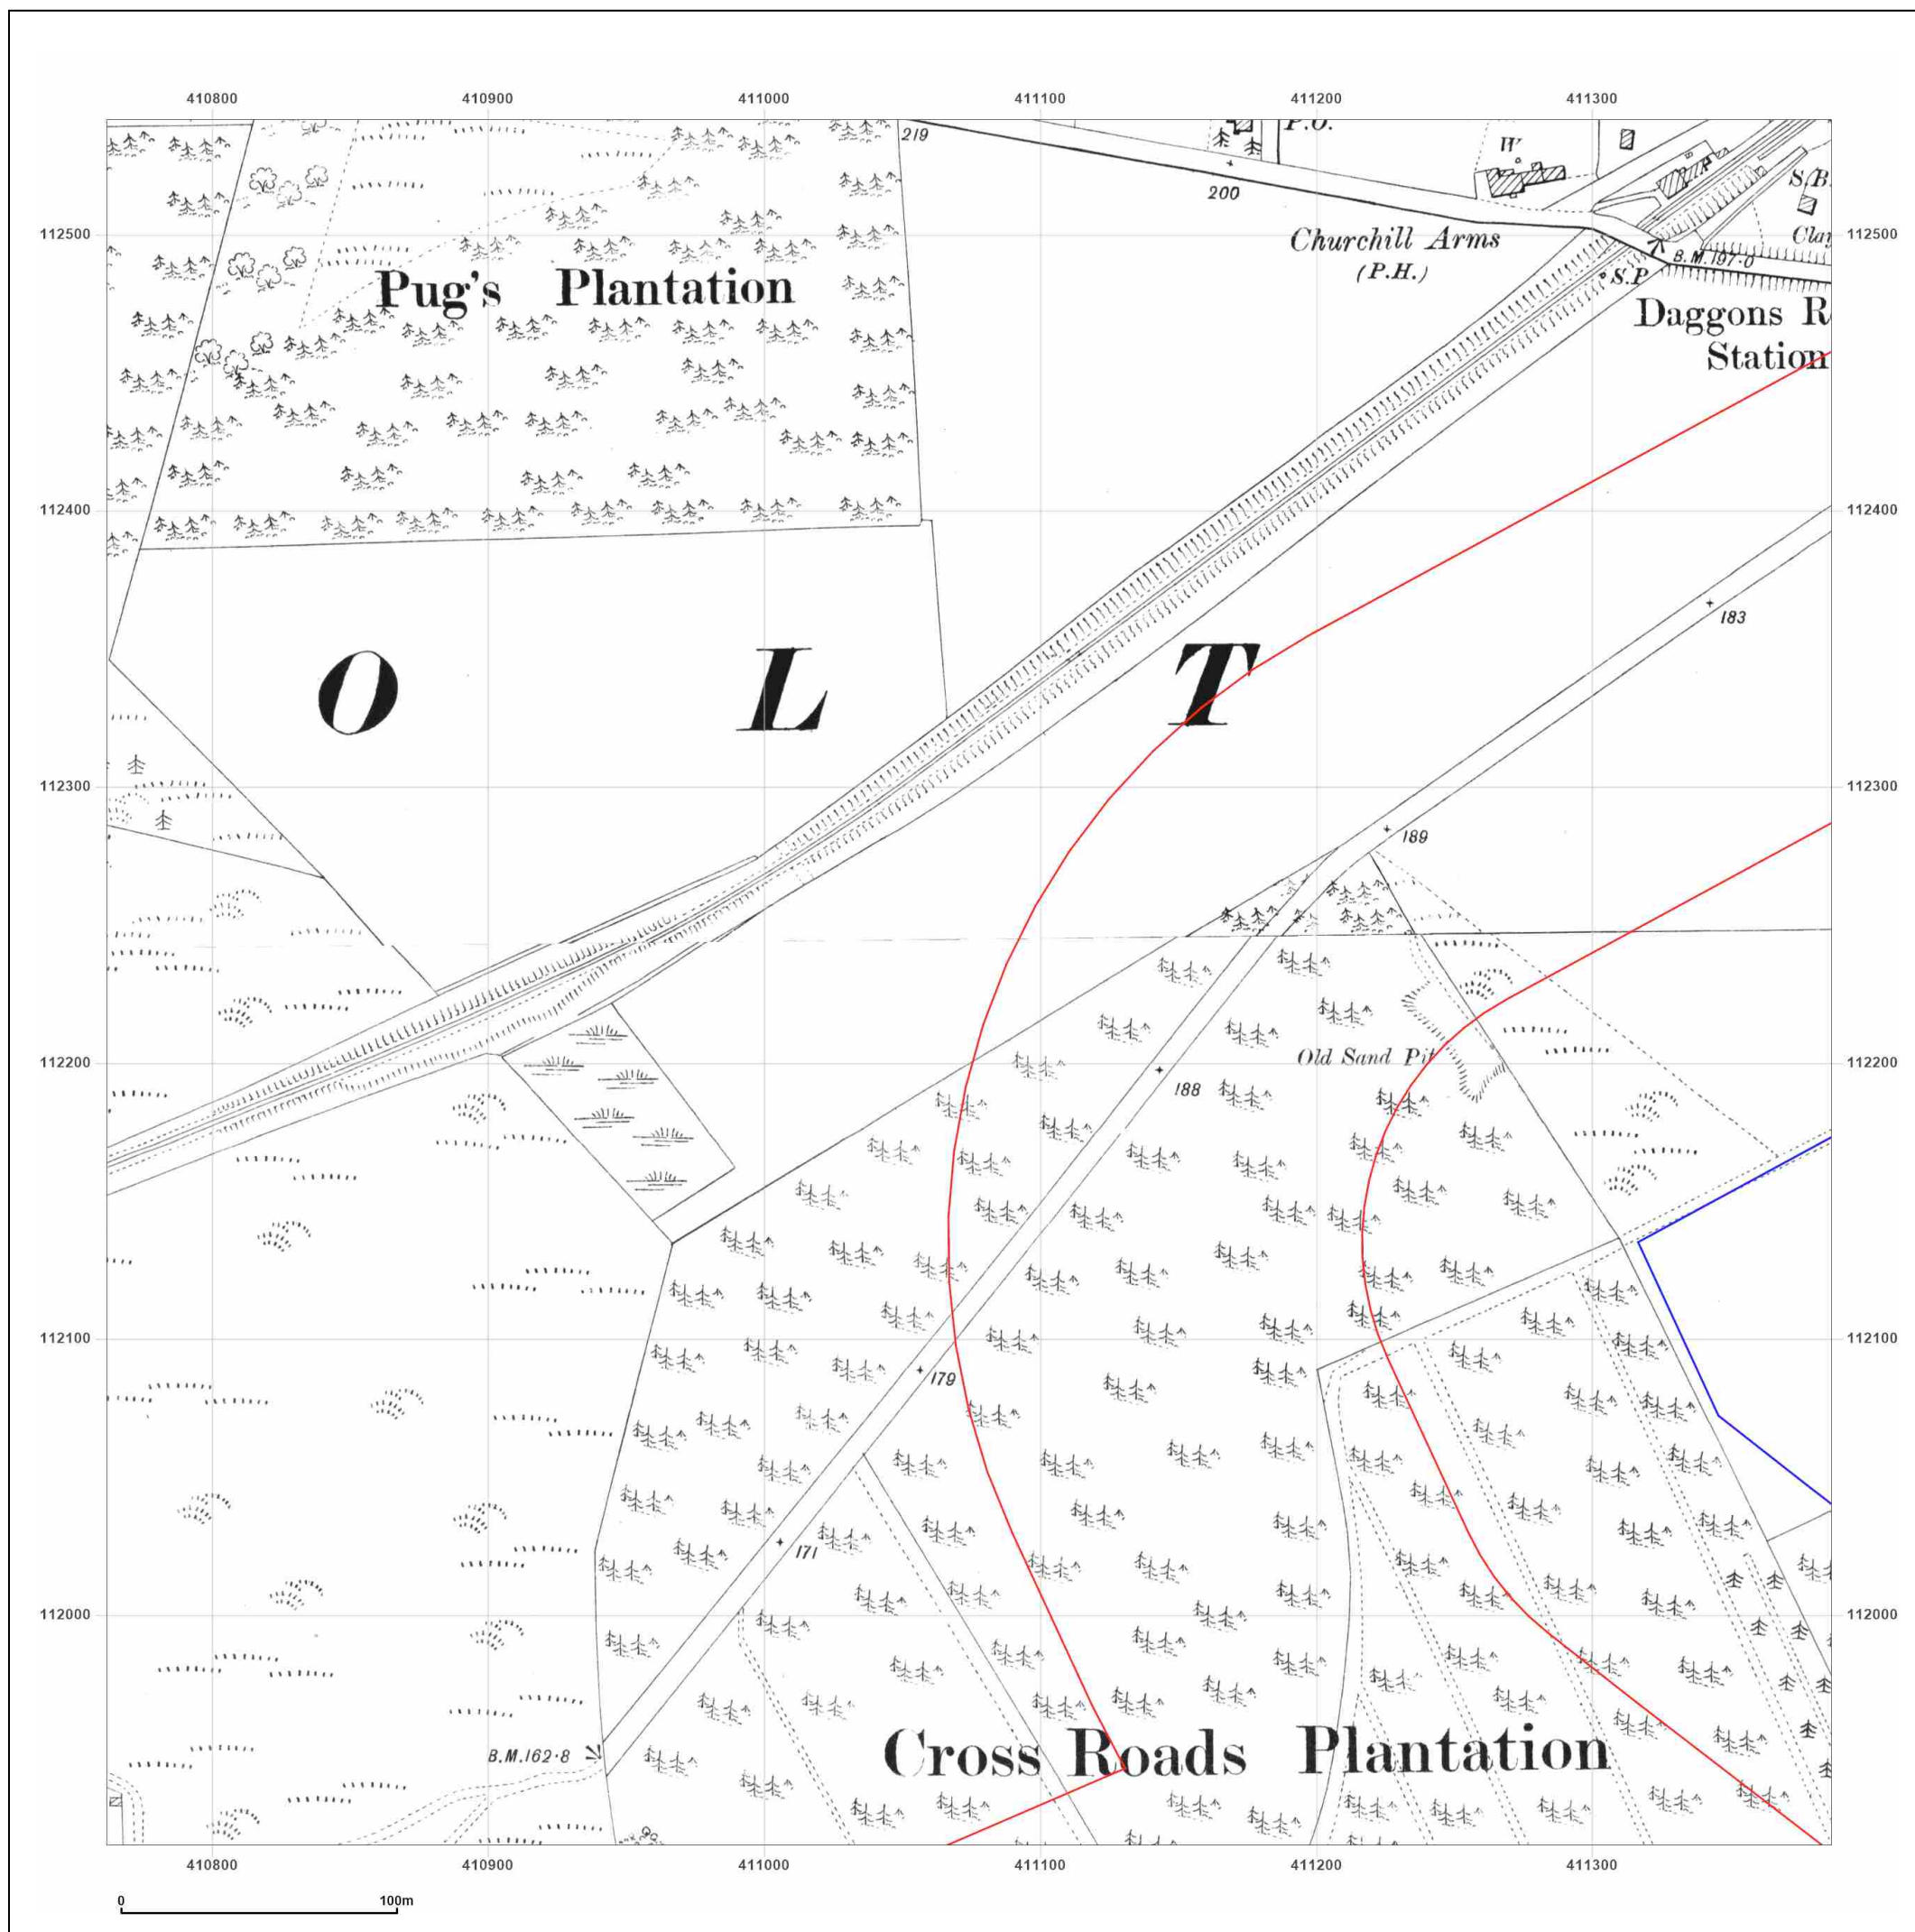 410800 410900 411000 411100 411200 411300
219
P.O.
W
200
S.B.
112500 112500
Churchill Arms
(P.H.)
Clay
B.M.197·0
S.P
Pug's Plantation
Daggons R
Station
112400 112400
183
O L T
112300 112300
189
Old Sand Pit
112200 112200
188
112100 112100
179
171
112000 112000
B.M.162·8
Cross Roads Plantation
410800 410900 411000 411100 411200 411300
0 100m